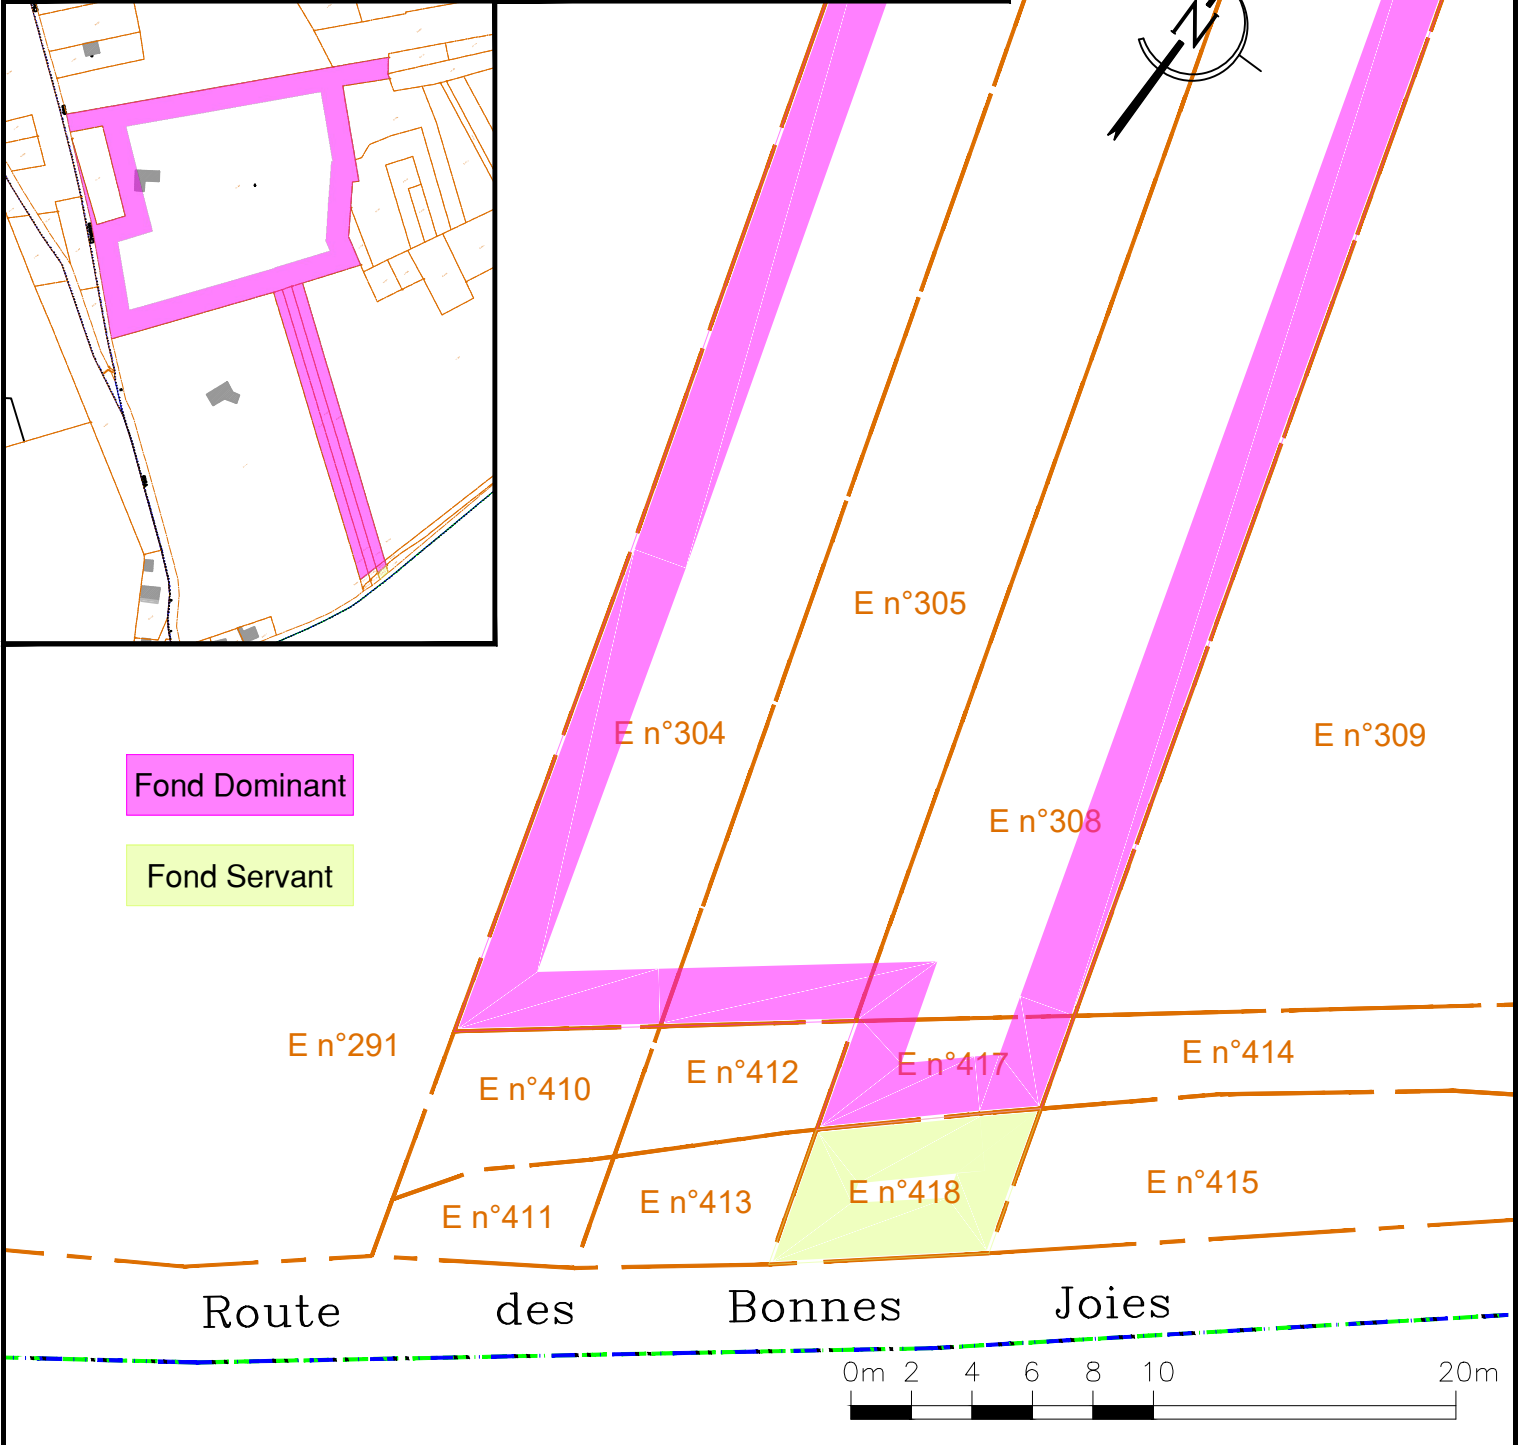 N
E n°305
E n°304
E n°309
Fond Dominant
E n°308
Fond Servant
E n°291
E n°417
E n°414
E n°412
E n°410
E n°418
E n°415
E n°413
E n°411
Route des Bonnes Joies
0m 2 4 6 8 10 20m